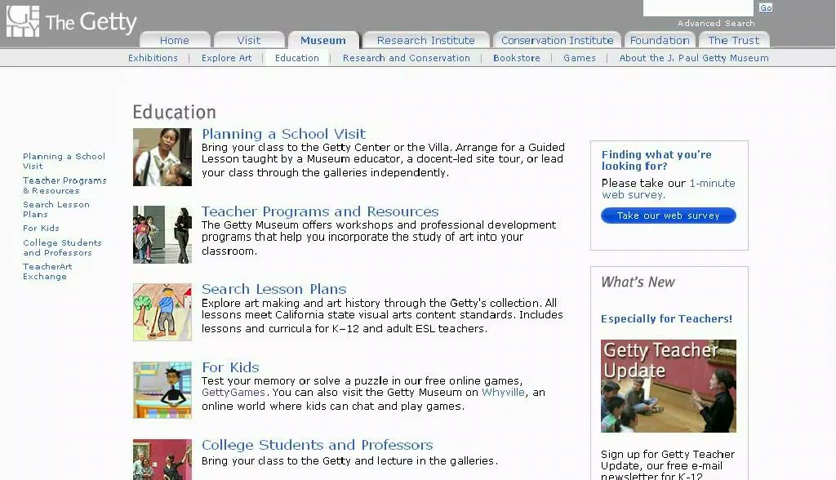 The Getty
Go
Advanced Search
Home
Visit
Museum
Research Institute
Conservation Institute
Foundation
The Trust
Exhibitions | Explore Art | Education | Research and Conservation | Bookstore | Games | About the J. Paul Getty Museum
Planning a School
Visit
Teacher Programs
& Resources
Search Lesson
Plans
For Kids
College Students
and Professors
TeacherArt
Exchange
Education
Planning a School Visit
Bring your class to the Getty Center or the Villa. Arrange for a Guided
Lesson taught by a Museum educator, a docent-led site tour, or lead
your class through the galleries independently.
Teacher Programs and Resources
The Getty Museum offers workshops and professional development
programs that help you incorporate the study of art into your
classroom.
Search Lesson Plans
Explore art making and art history through the Getty's collection. All
lessons meet California state visual arts content standards. Includes
lessons and curricula for K–12 and adult ESL teachers.
For Kids
Test your memory or solve a puzzle in our free online games,
GettyGames. You can also visit the Getty Museum on Whyville, an
online world where kids can chat and play games.
College Students and Professors
Bring your class to the Getty and lecture in the galleries.
Finding what you're
looking for?
Please take our 1-minute
web survey.
Take our web survey
What's New
Especially for Teachers!
Getty Teacher
Update
Sign up for Getty Teacher
Update, our free e-mail
newsletter for K-12